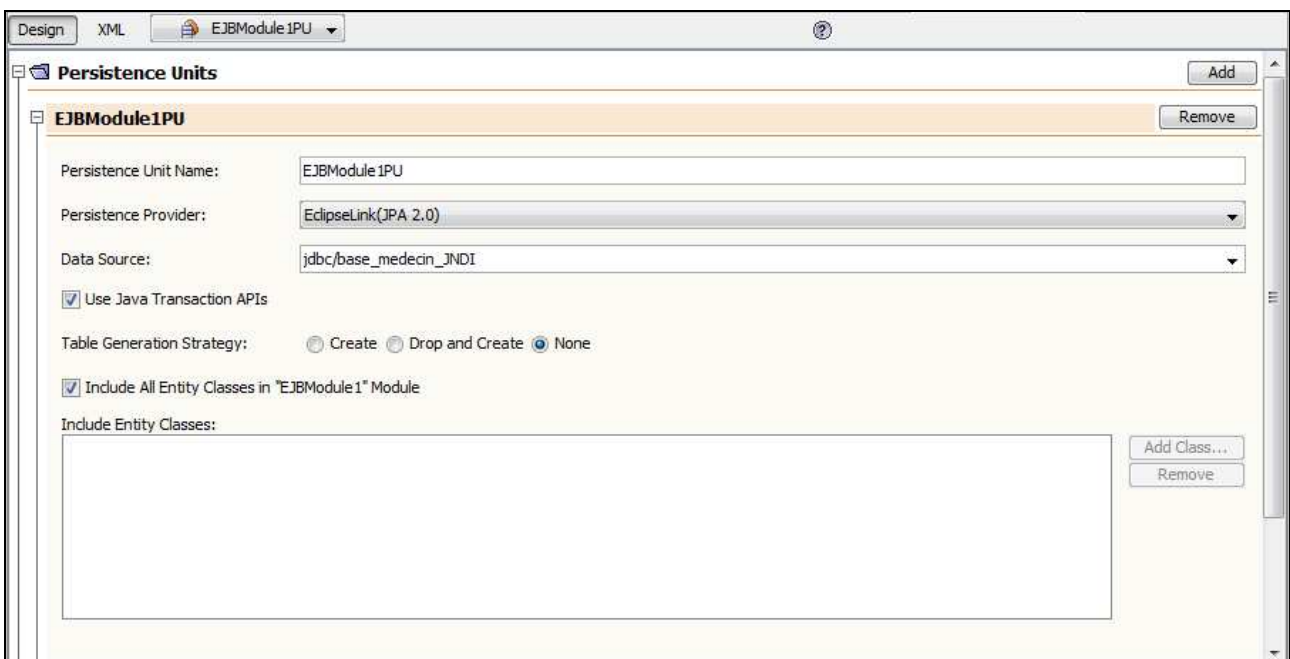 Design XML EJBModule1PU ?
Persistence Units Add
EJBModule1PU Remove
Persistence Unit Name: EJBModule1PU
Persistence Provider: EclipseLink(JPA 2.0)
Data Source: jdbc/base_medecin_JNDI
Use Java Transaction APIs
Table Generation Strategy: Create Drop and Create None
Include All Entity Classes in "EJBModule1" Module
Include Entity Classes:
Add Class...
Remove